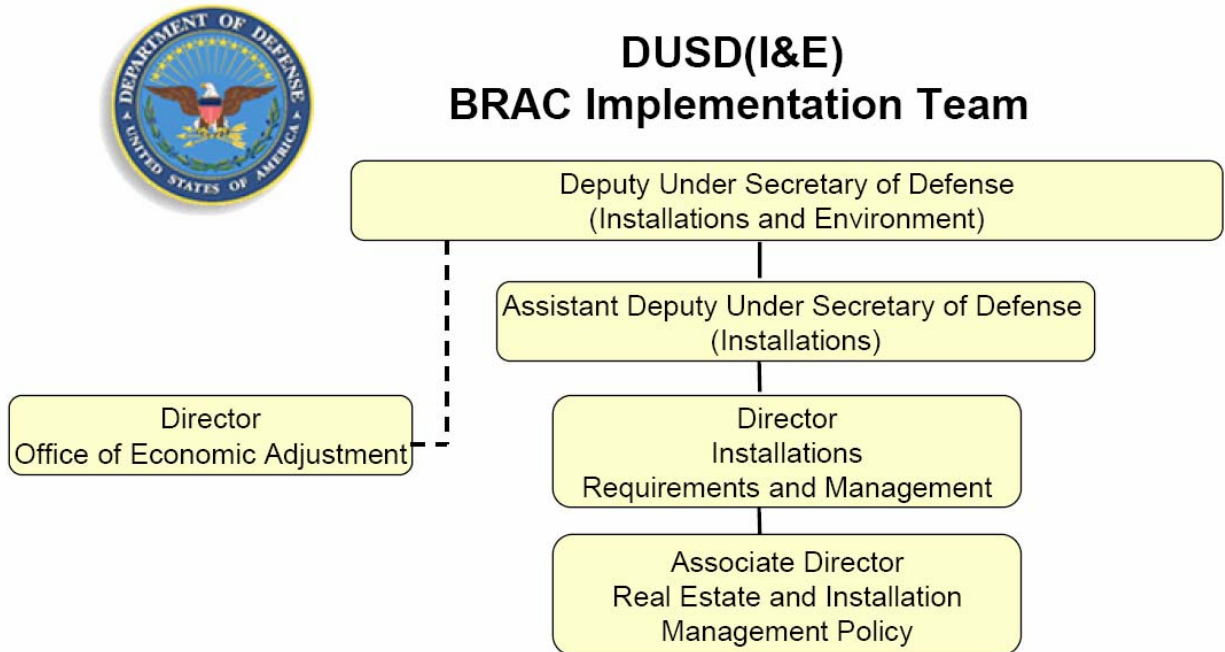 DEPARTMENT OF DEFENSE
UNITED STATES OF AMERICA
DUSD(I&E)
BRAC Implementation Team
Deputy Under Secretary of Defense
(Installations and Environment)
Assistant Deputy Under Secretary of Defense
(Installations)
Director
Office of Economic Adjustment
Director
Installations
Requirements and Management
Associate Director
Real Estate and Installation
Management Policy